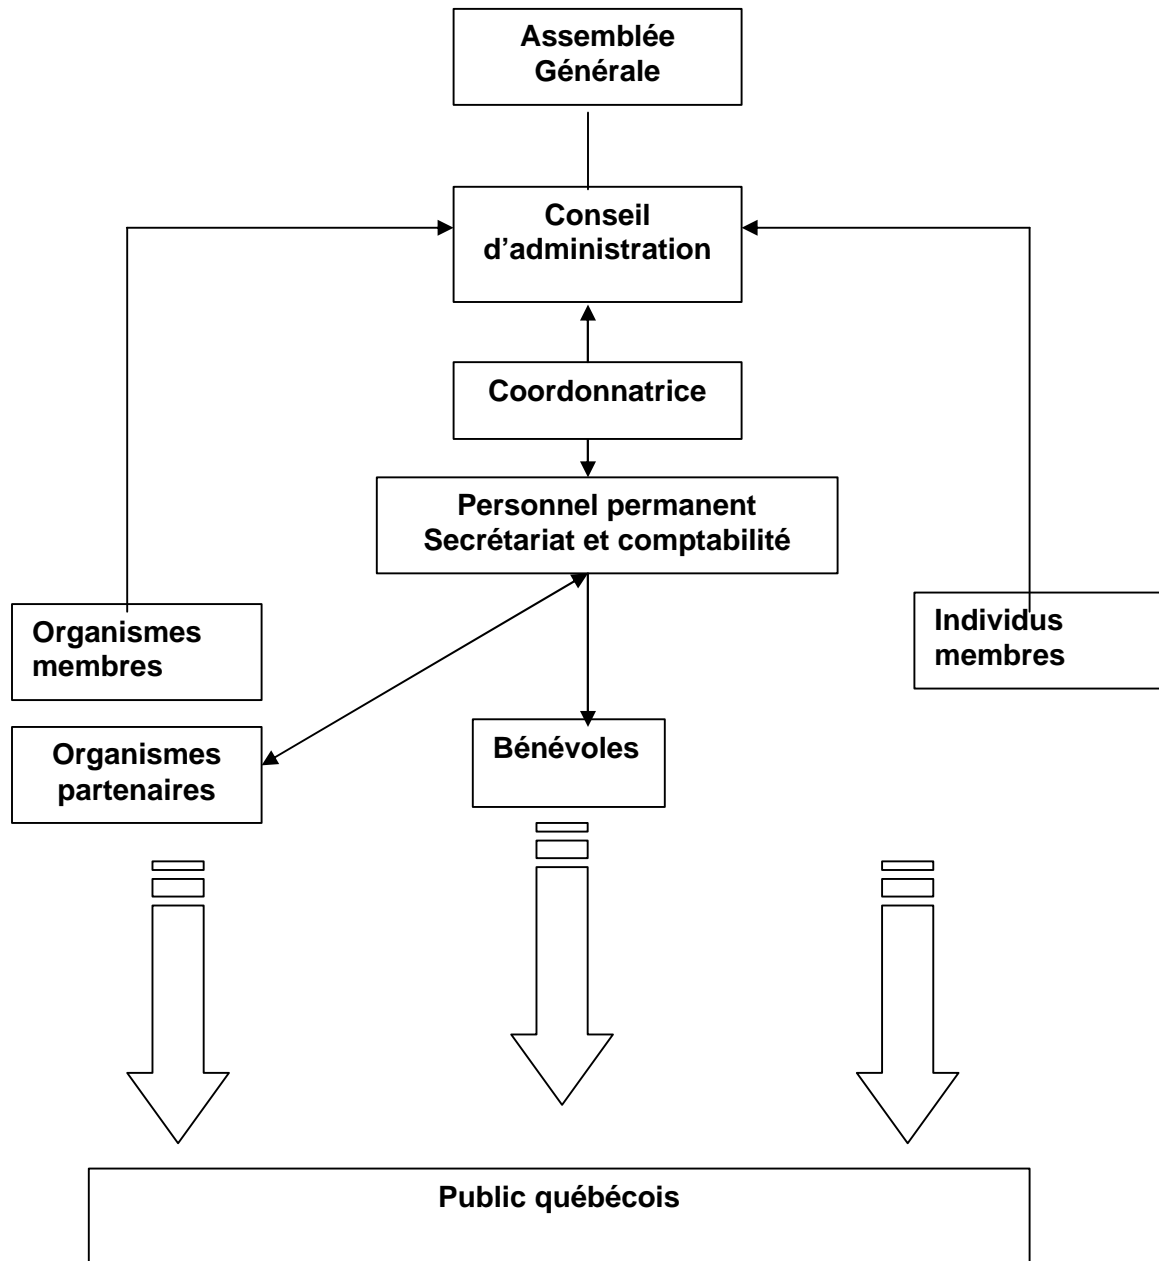 Assemblée
Générale
Conseil
d’administration
Coordonnatrice
Personnel permanent
Secrétariat et comptabilité
Organismes
membres
Individus
membres
Organismes
partenaires
Bénévoles
Public québécois